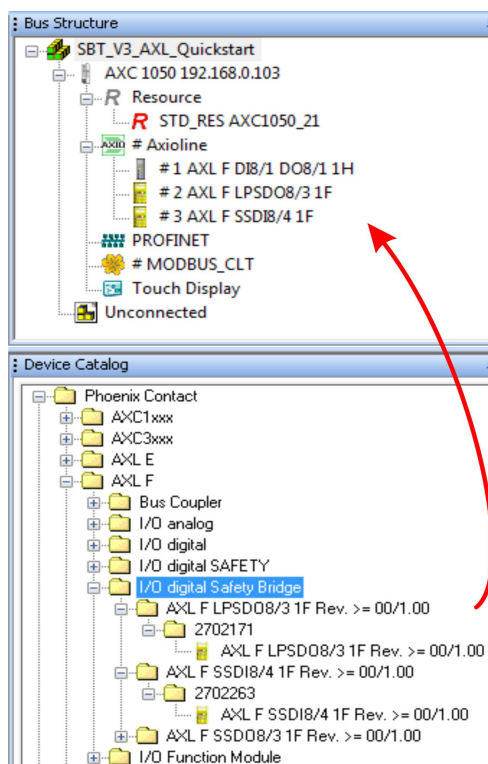 Bus Structure
SBT_V3_AXL_Quickstart
AXC 1050 192.168.0.103
R Resource
R STD_RES AXC1050_21
AXIO # Axioline
# 1 AXL F DI8/1 DO8/1 1H
# 2 AXL F LPSDO8/3 1F
# 3 AXL F SSDI8/4 1F
PROFINET
# MODBUS_CLT
Touch Display
Unconnected
Device Catalog
Phoenix Contact
AXC1xxx
AXC3xxx
AXL E
AXL F
Bus Coupler
I/O analog
I/O digital
I/O digital SAFETY
I/O digital Safety Bridge
AXL F LPSDO8/3 1F Rev. >= 00/1.00
2702171
AXL F LPSDO8/3 1F Rev. >= 00/1.00
AXL F SSDI8/4 1F Rev. >= 00/1.00
2702263
AXL F SSDI8/4 1F Rev. >= 00/1.00
AXL F SSDO8/3 1F Rev. >= 00/1.00
I/O Function Module